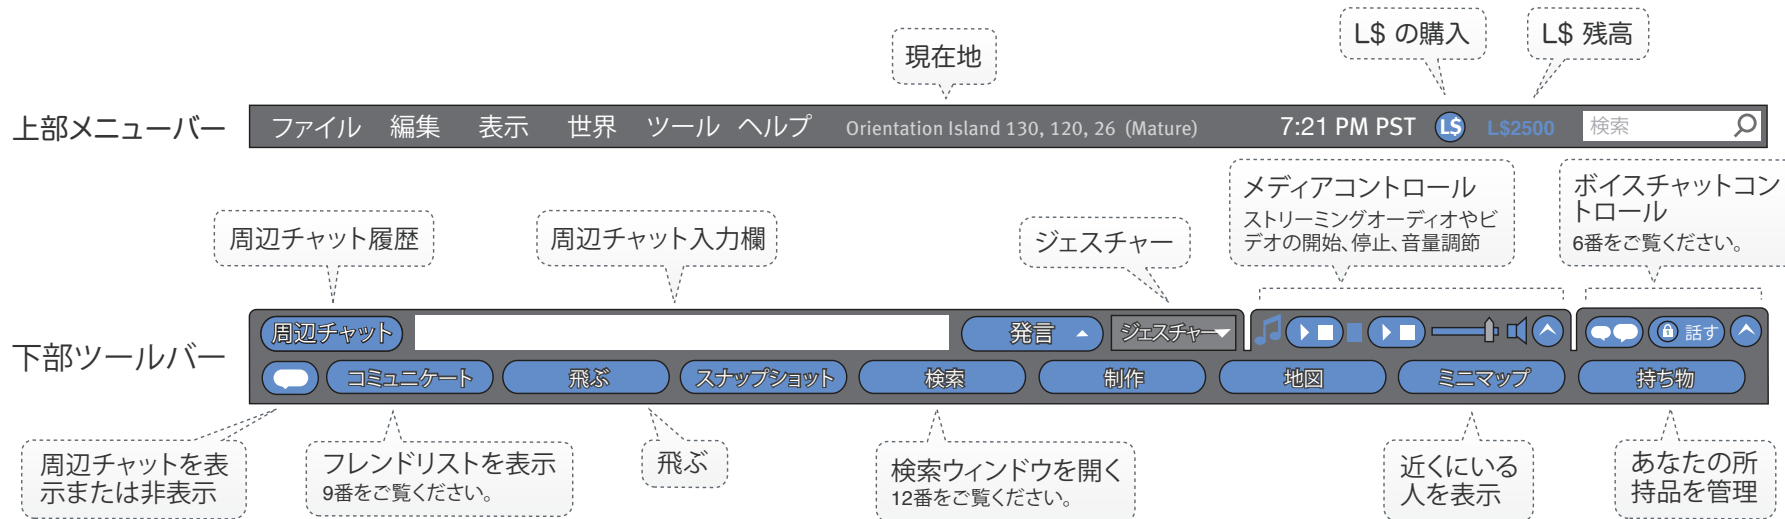 L$ の購入
L$ 残高
現在地
上部メニューバー
ファイル 編集 表示 世界 ツール ヘルプ Orientation Island 130, 120, 26 (Mature) 7:21 PM PST L$ L$2500 検索
メディアコントロール
ストリーミングオーディオやビ
デオの開始、停止、音量調節
ボイスチャットコン
トロール
6番をご覧ください。
周辺チャット履歴
周辺チャット入力欄
ジェスチャー
下部ツールバー
周辺チャット 発言 ジェスチャー 話す
コミュニケート 飛ぶ スナップショット 検索 制作 地図 ミニマップ 持ち物
周辺チャットを表
示または非表示
フレンドリストを表示
9番をご覧ください。
飛ぶ
検索ウィンドウを開く
12番をご覧ください。
近くにいる
人を表示
あなたの所
持品を管理